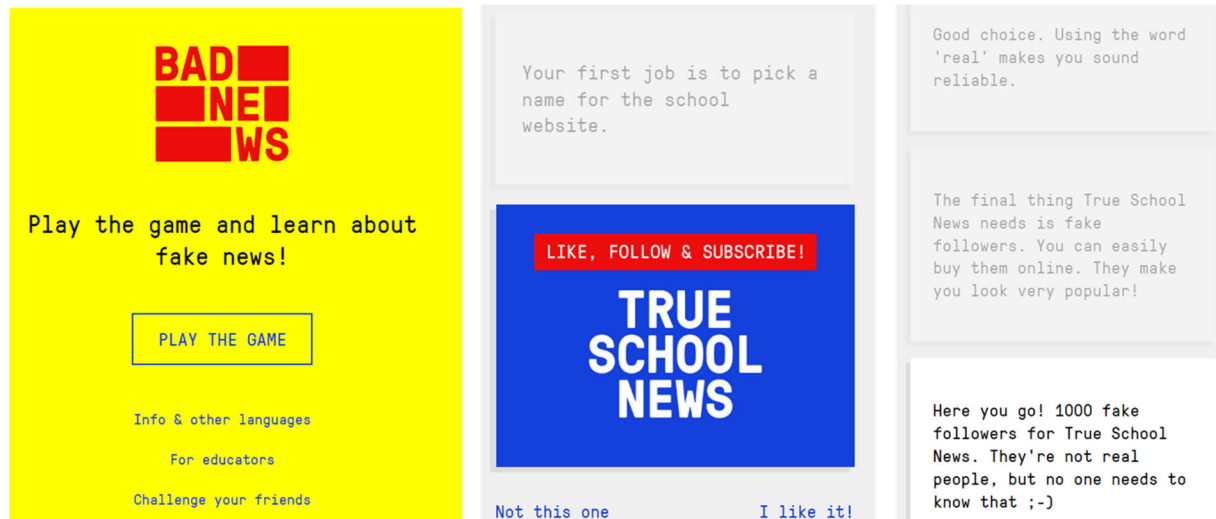 BAD
NE
WS
Play the game and learn about
fake news!
PLAY THE GAME
Info & other languages
For educators
Challenge your friends
Your first job is to pick a
name for the school
website.
LIKE, FOLLOW & SUBSCRIBE!
TRUE
SCHOOL
NEWS
Not this one
I like it!
Good choice. Using the word
'real' makes you sound
reliable.
The final thing True School
News needs is fake
followers. You can easily
buy them online. They make
you look very popular!
Here you go! 1000 fake
followers for True School
News. They're not real
people, but no one needs to
know that ;-)